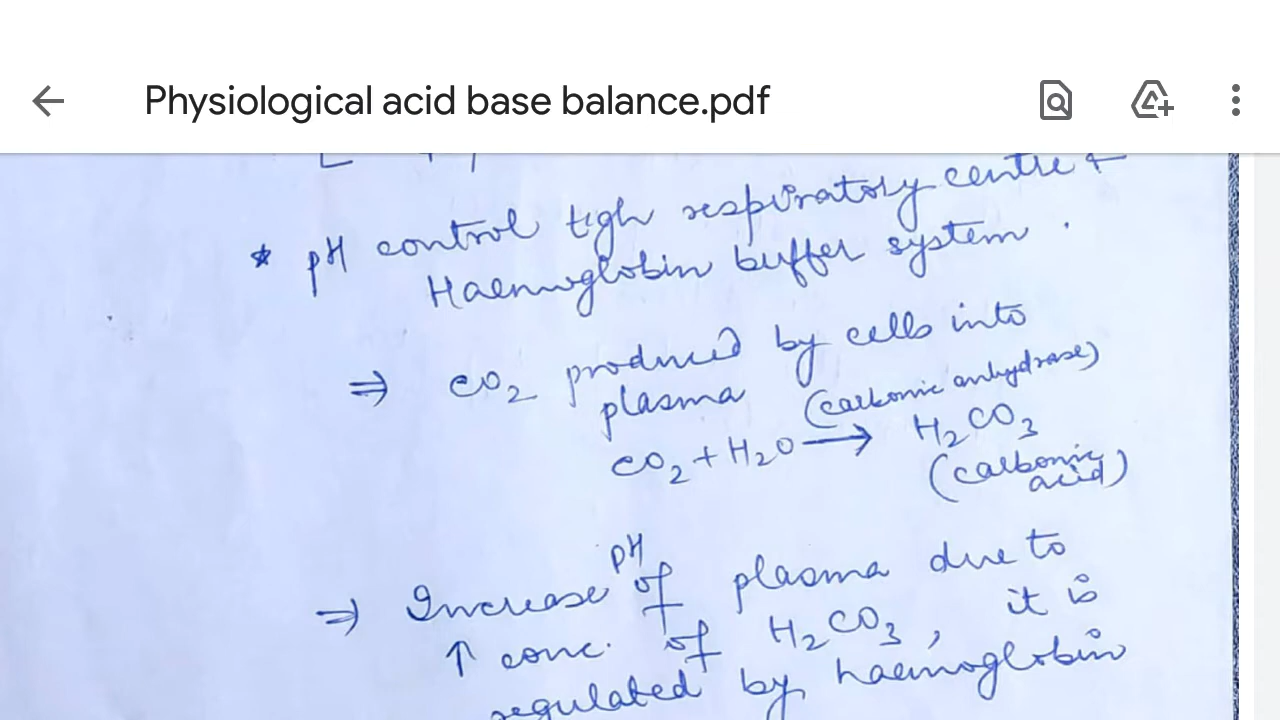 Physiological acid base balance.pdf
* pH control through respiratory centre +
Haemoglobin buffer system.
⇒ CO₂ produced by cells into
plasma
(carbonic anhydrase)
CO₂ + H₂O ⟶ H₂CO₃
(carbonic
acid)
pH
⇒ Increase of plasma due to
↑ conc. of H₂CO₃, it is
regulated by haemoglobin